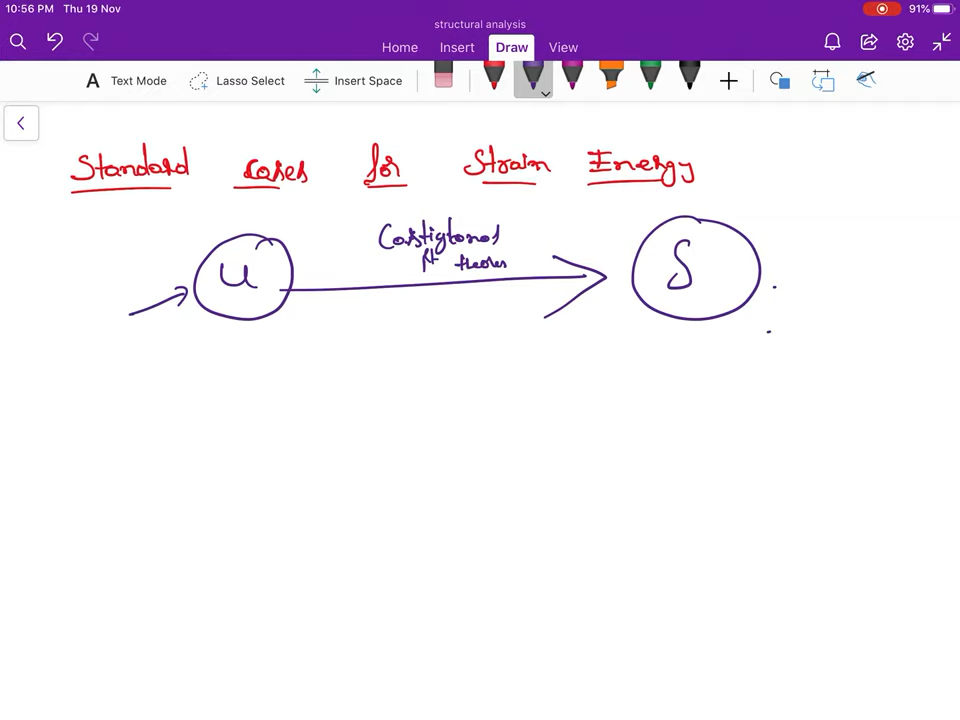 10:56 PM Thu 19 Nov
91%
structural analysis
Home Insert Draw View
A Text Mode Lasso Select Insert Space
Standard cases for Strain Energy
Castiglonos
u
δ